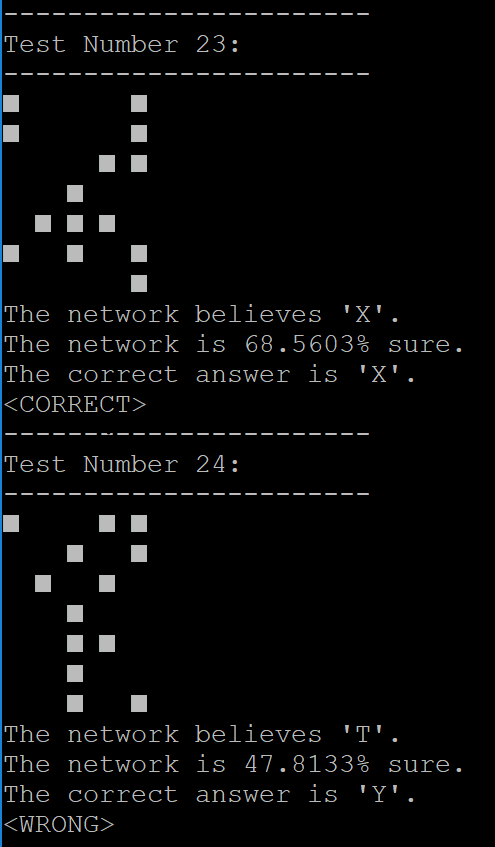 -----------------------
Test Number 23:
-----------------------
■       ■
■       ■
      ■ ■
    ■
  ■ ■ ■
■   ■   ■
        ■
The network believes 'X'.
The network is 68.5603% sure.
The correct answer is 'X'.
<CORRECT>
-----------------------
Test Number 24:
-----------------------
■     ■ ■
    ■   ■
  ■   ■
    ■
    ■ ■
    ■
    ■   ■
The network believes 'T'.
The network is 47.8133% sure.
The correct answer is 'Y'.
<WRONG>